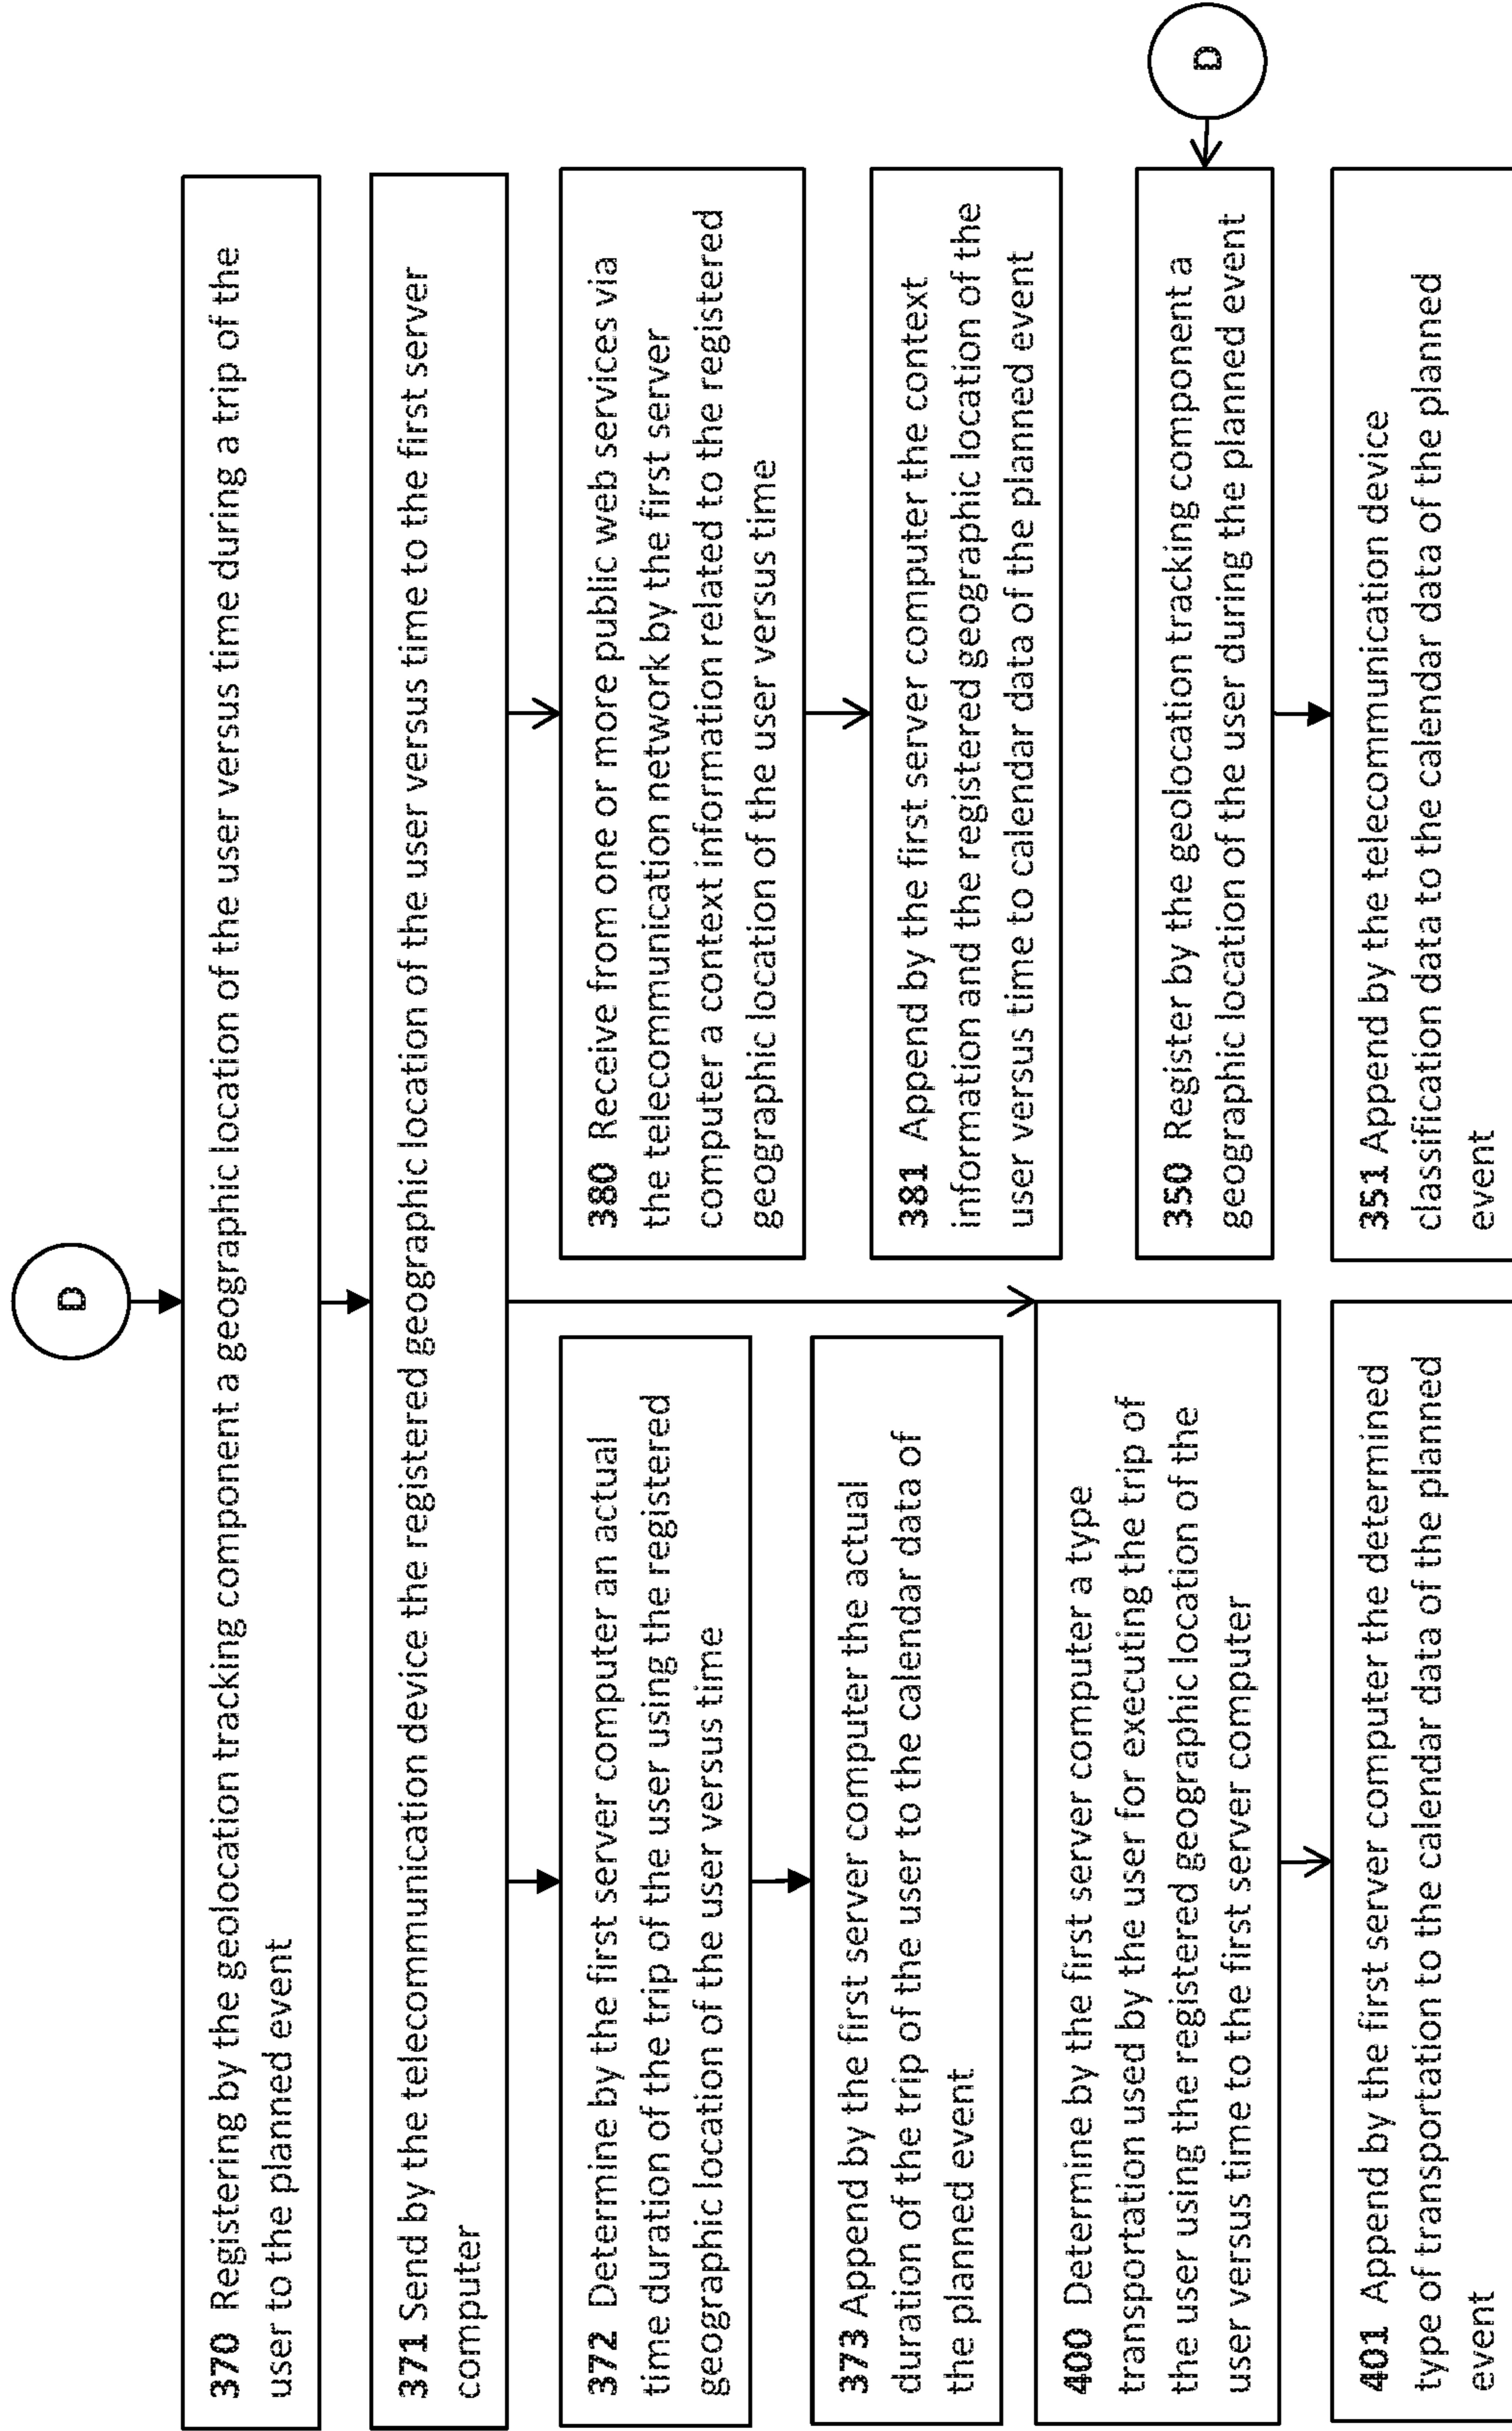 D
370 Registering by the geolocation tracking component a geographic location of the user versus time during a trip of the
user to the planned event
371 Send by the telecommunication device the registered geographic location of the user versus time to the first server
computer
372 Determine by the first server computer an actual
time duration of the trip of the user using the registered
geographic location of the user versus time
373 Append by the first server computer the actual
duration of the trip of the user to the calendar data of
the planned event
400 Determine by the first server computer a type
transportation used by the user for executing the trip of
the user using the registered geographic location of the
user versus time to the first server computer
401 Append by the first server computer the determined
type of transportation to the calendar data of the planned
event
380 Receive from one or more public web services via
the telecommunication network by the first server
computer a context information related to the registered
geographic location of the user versus time
381 Append by the first server computer the context
information and the registered geographic location of the
user versus time to calendar data of the planned event
D
350 Register by the geolocation tracking component a
geographic location of the user during the planned event
351 Append by the telecommunication device
classification data to the calendar data of the planned
event